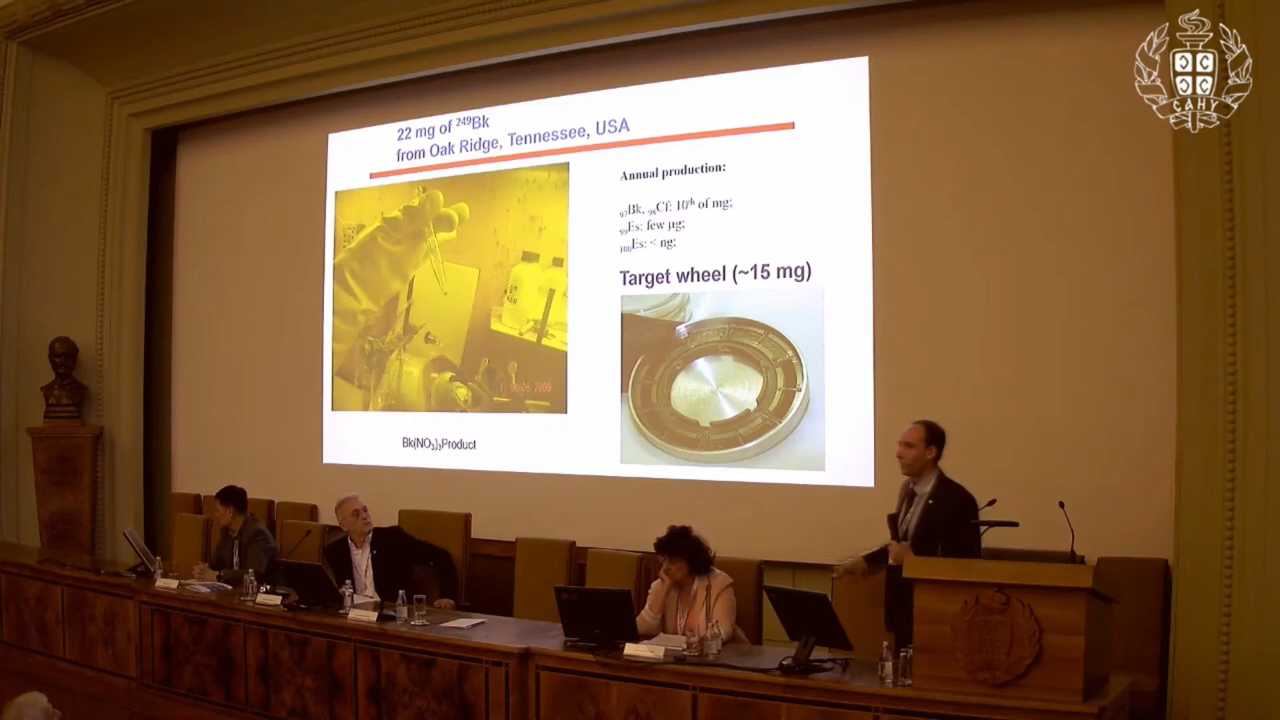 22 mg of ²⁴⁹Bk
from Oak Ridge, Tennessee, USA
Annual production:
₉₇Bk, ₉₈Cf: 10ᵗʰ of mg;
₉₉Es: few μg;
₁₀₀Es: < ng;
Target wheel (~15 mg)
Bk(NO₃)₃Product
САНУ